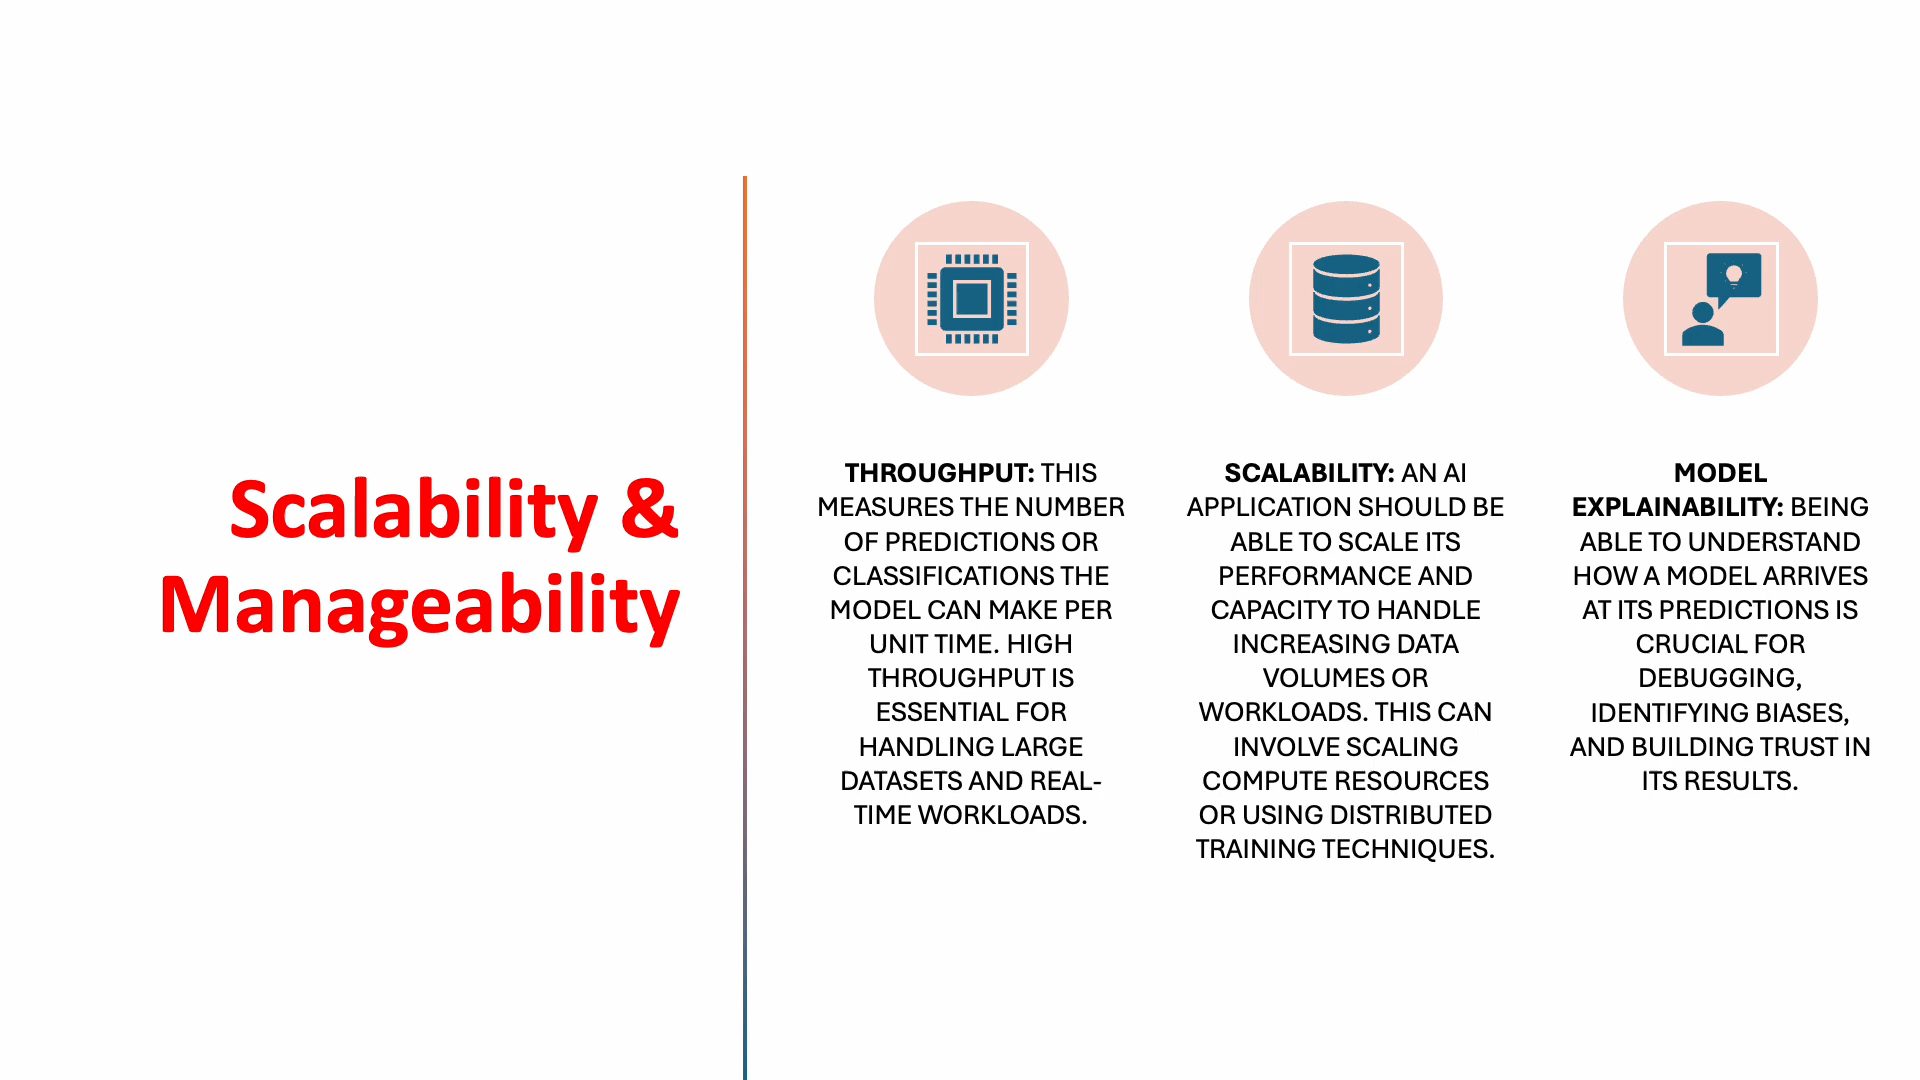 Scalability &
Manageability
THROUGHPUT: THIS
MEASURES THE NUMBER
OF PREDICTIONS OR
CLASSIFICATIONS THE
MODEL CAN MAKE PER
UNIT TIME. HIGH
THROUGHPUT IS
ESSENTIAL FOR
HANDLING LARGE
DATASETS AND REAL-
TIME WORKLOADS.
SCALABILITY: AN AI
APPLICATION SHOULD BE
ABLE TO SCALE ITS
PERFORMANCE AND
CAPACITY TO HANDLE
INCREASING DATA
VOLUMES OR
WORKLOADS. THIS CAN
INVOLVE SCALING
COMPUTE RESOURCES
OR USING DISTRIBUTED
TRAINING TECHNIQUES.
MODEL
EXPLAINABILITY: BEING
ABLE TO UNDERSTAND
HOW A MODEL ARRIVES
AT ITS PREDICTIONS IS
CRUCIAL FOR
DEBUGGING,
IDENTIFYING BIASES,
AND BUILDING TRUST IN
ITS RESULTS.